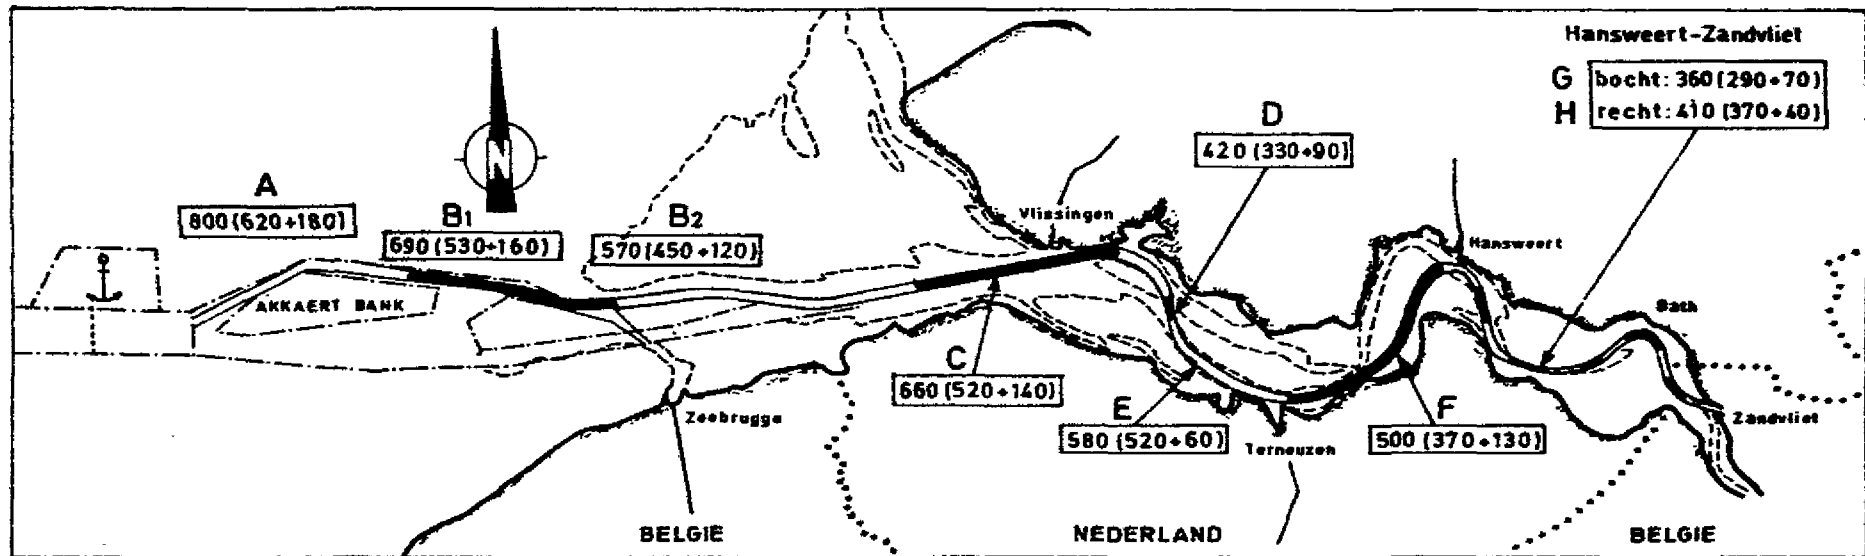 Hansweert-Zandvliet
G bocht: 360 (290+70)
H recht: 410 (370+40)
D
420 (330+90)
A
800 (620+180)
B1
690 (530+160)
B2
570 (450+120)
N
Vlissingen
Hansweert
AKKAERT BANK
Bath
C
660 (520+140)
E
580 (520+60)
F
500 (370+130)
Zeebrugge
Terneuzen
Zandvliet
BELGIE
NEDERLAND
BELGIE